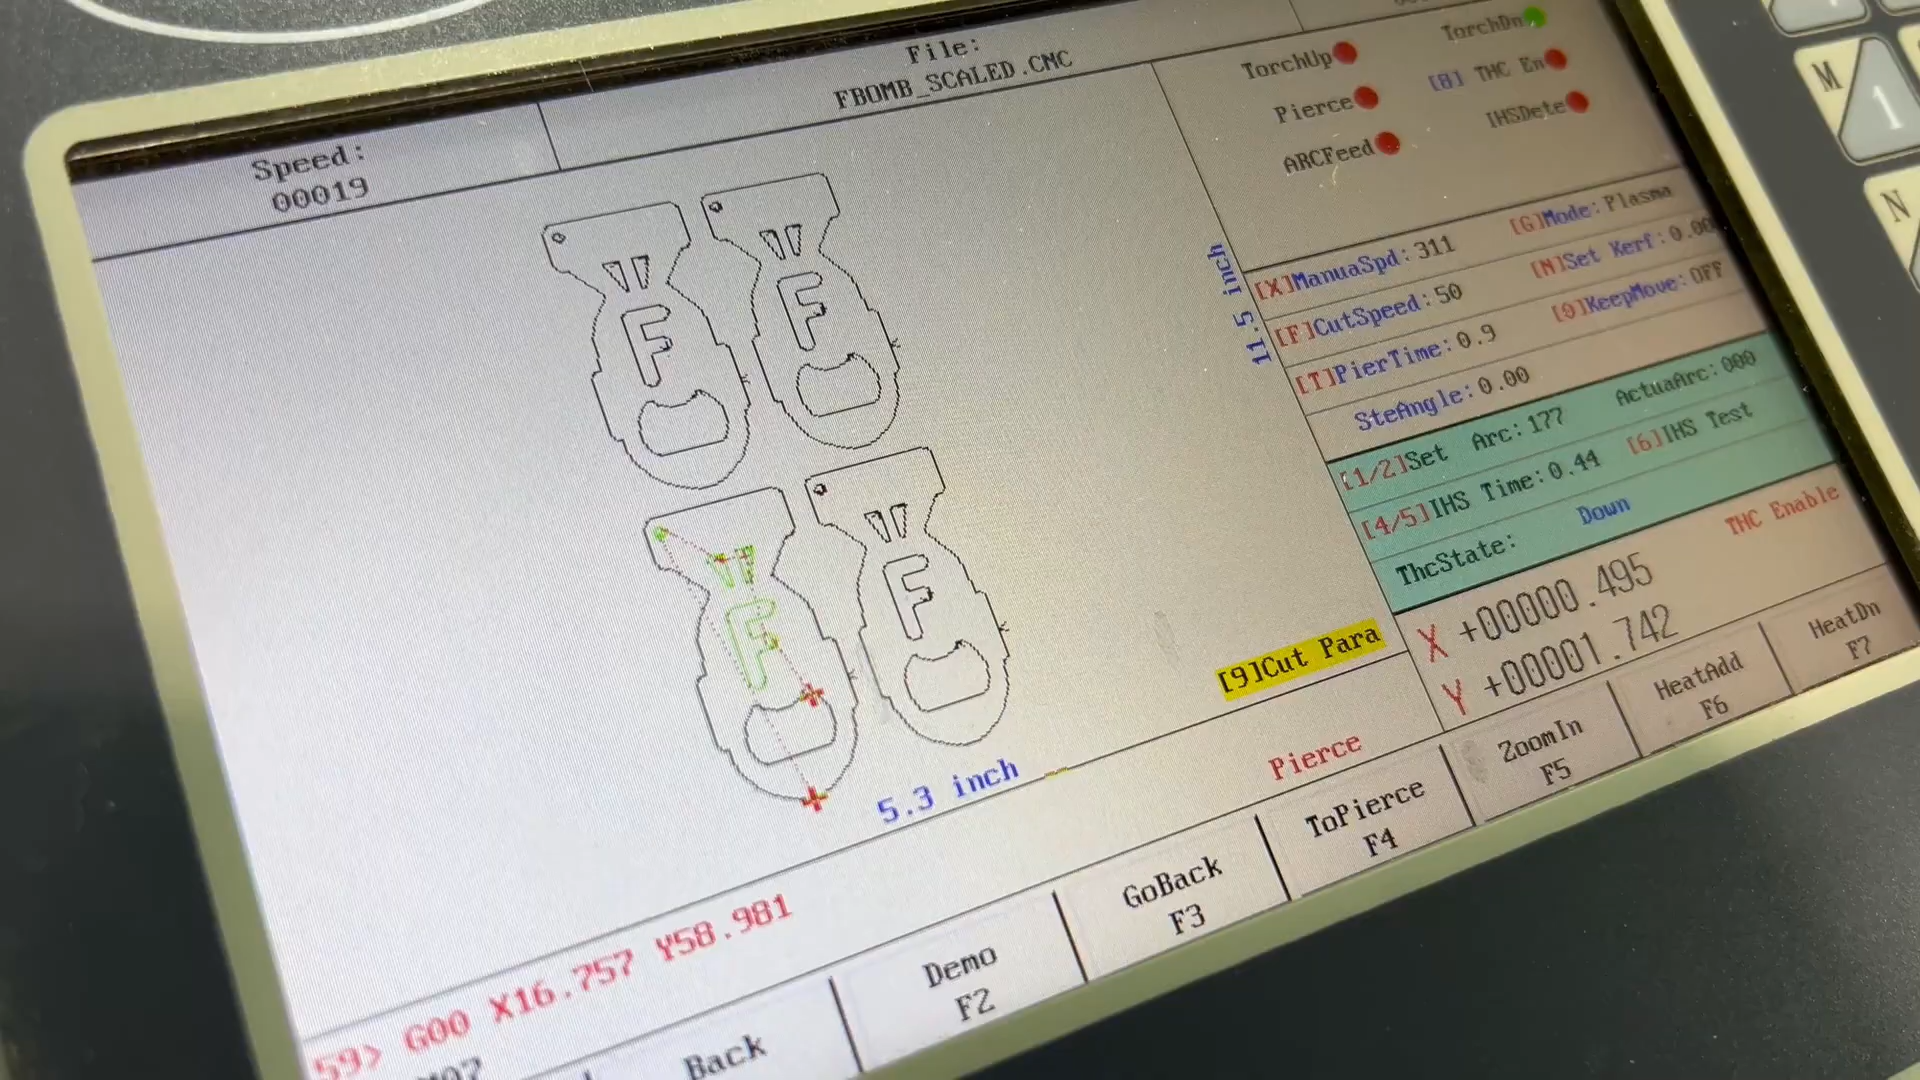 File:
FBOMB_SCALED.CNC
Speed:
00019
TorchUp
TorchDn
Pierce
[8] THC En
ARCFeed
IHSDete
[G]Mode:Plasma
[X]ManuaSpd:311
[N]Set Kerf:0.00
[F]CutSpeed:50
[0]KeepMove:OFF
[T]PierTime:0.9
SteAngle:0.00
[1/2]Set Arc:177
ActuaArc:000
[4/5]IHS Time:0.44
[6]IHS Test
ThcState:
Down
THC Enable
X +00000.495
Y +00001.742
11.5 inch
F
F
F
F
[9]Cut Para
5.3 inch
Pierce
59> G00 X16.757 Y58.981
M07
Back
Demo
F2
GoBack
F3
ToPierce
F4
ZoomIn
F5
HeatAdd
F6
HeatDn
F7
M
1
N